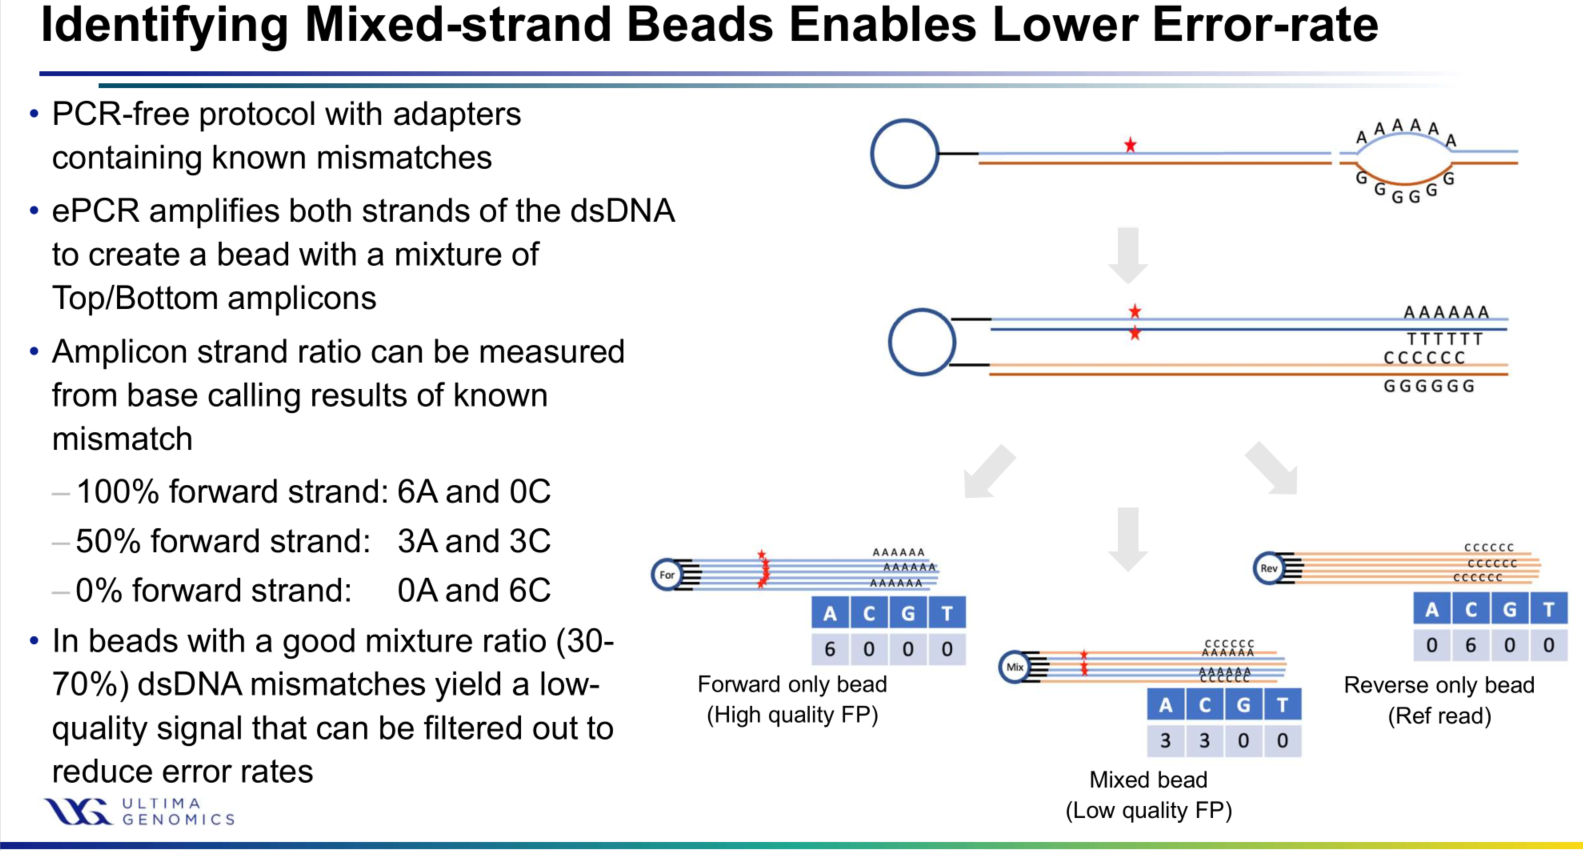 Identifying Mixed-strand Beads Enables Lower Error-rate
• PCR-free protocol with adapters
containing known mismatches
• ePCR amplifies both strands of the dsDNA
to create a bead with a mixture of
Top/Bottom amplicons
• Amplicon strand ratio can be measured
from base calling results of known
mismatch
– 100% forward strand: 6A and 0C
– 50% forward strand: 3A and 3C
– 0% forward strand: 0A and 6C
• In beads with a good mixture ratio (30-
70%) dsDNA mismatches yield a low-
quality signal that can be filtered out to
reduce error rates
ULTIMA
GENOMICS
A A A A A A
G G G G G G
AAAAAA
TTTTTT
CCCCCC
GGGGGG
For
AAAAAA
AAAAAA
AAAAAA
A C G T
6 0 0 0
Forward only bead
(High quality FP)
Mix
CCCCCC
AAAAAA
AAAAAA
CCCCCC
A C G T
3 3 0 0
Mixed bead
(Low quality FP)
Rev
CCCCCC
CCCCCC
CCCCCC
A C G T
0 6 0 0
Reverse only bead
(Ref read)